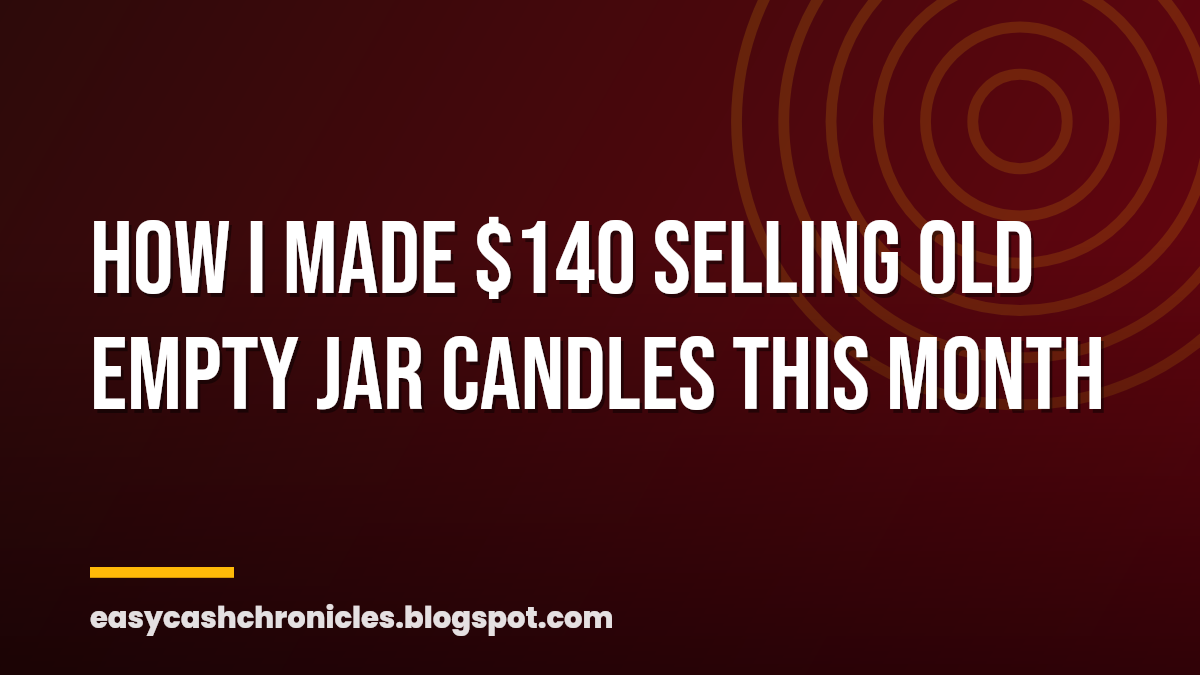 HOW I MADE $140 SELLING OLD
EMPTY JAR CANDLES THIS MONTH
easycashchronicles.blogspot.com